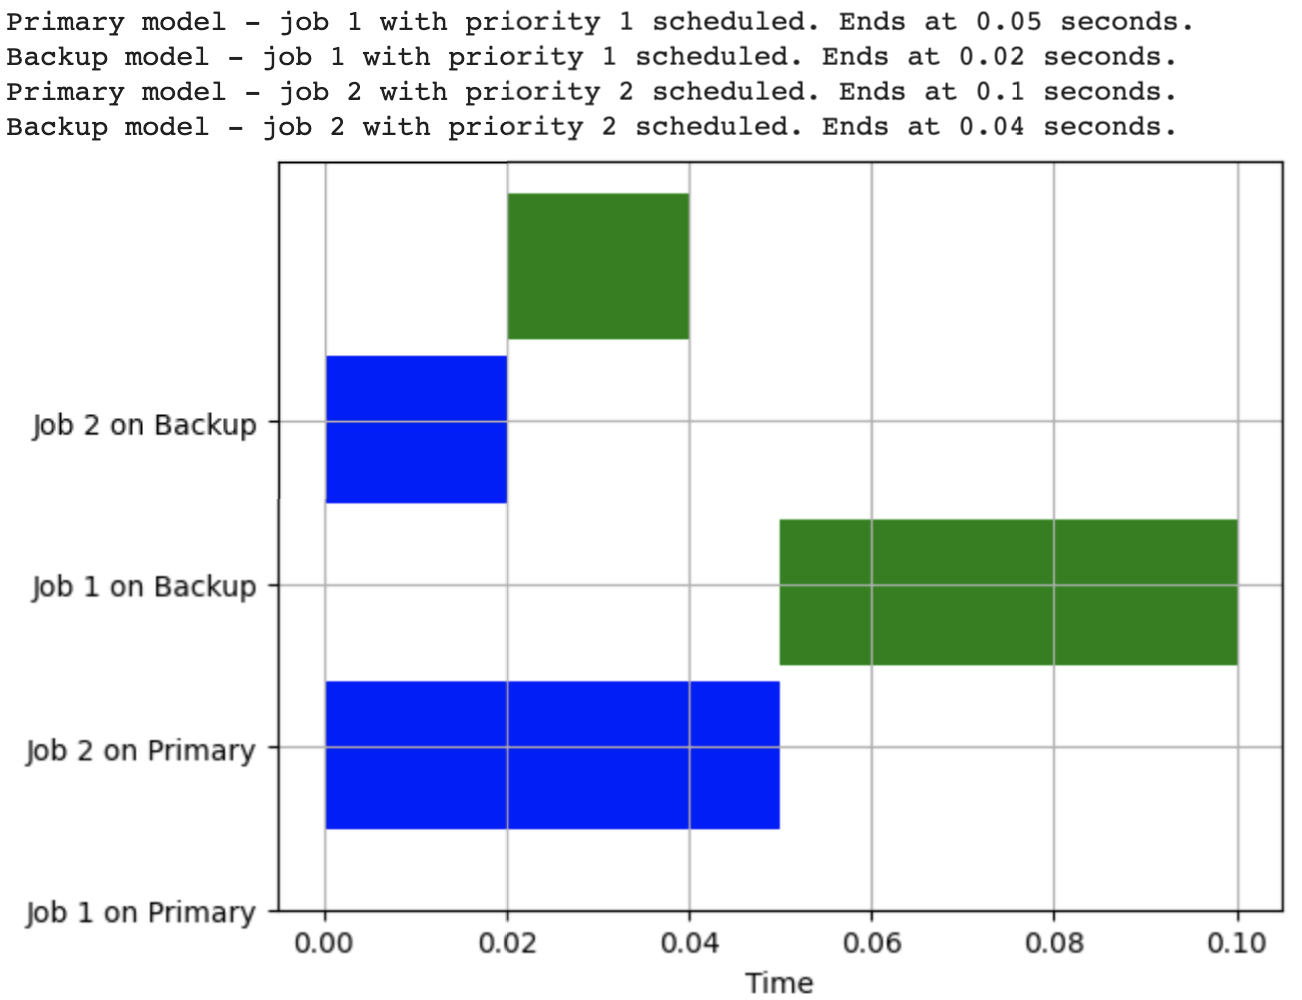 Primary model - job 1 with priority 1 scheduled. Ends at 0.05 seconds.
Backup model - job 1 with priority 1 scheduled. Ends at 0.02 seconds.
Primary model - job 2 with priority 2 scheduled. Ends at 0.1 seconds.
Backup model - job 2 with priority 2 scheduled. Ends at 0.04 seconds.
Job 2 on Backup
Job 1 on Backup
Job 2 on Primary
Job 1 on Primary
0.00 0.02 0.04 0.06 0.08 0.10
Time